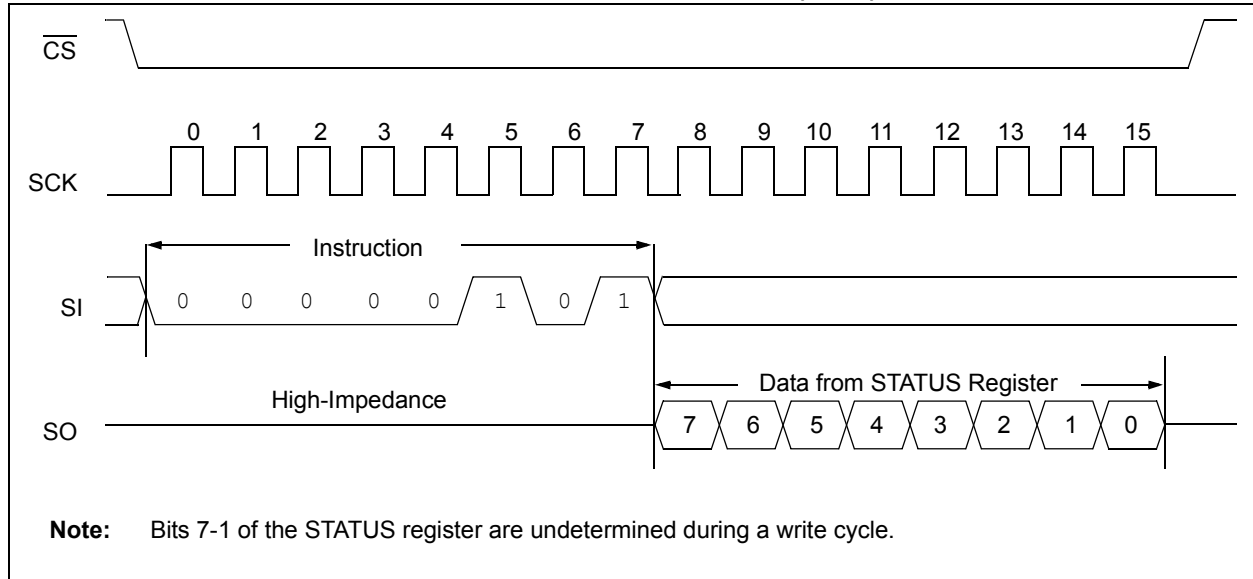 CS
0 1 2 3 4 5 6 7 8 9 10 11 12 13 14 15
SCK
Instruction
SI 0 0 0 0 0 1 0 1
Data from STATUS Register
High-Impedance
SO 7 6 5 4 3 2 1 0
Note: Bits 7-1 of the STATUS register are undetermined during a write cycle.